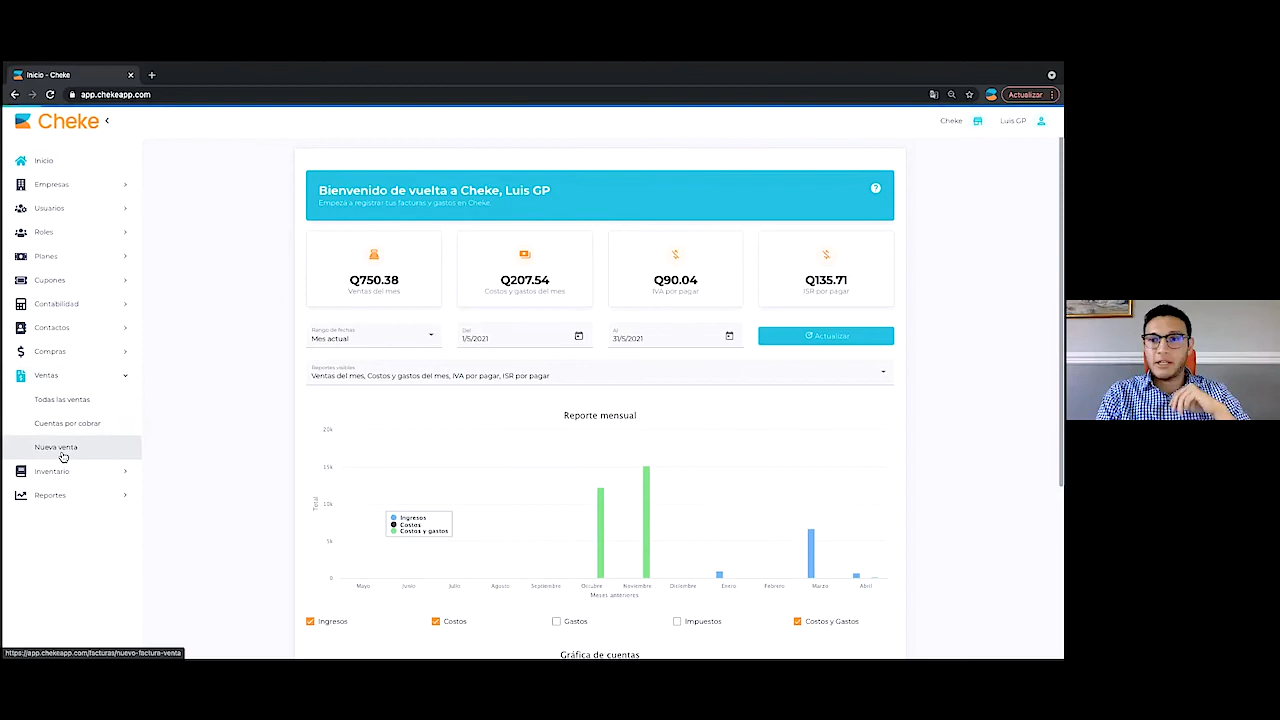 Inicio - Cheke
app.chekeapp.com
Actualizar
Cheke
Cheke
Luis GP
Inicio
Empresas
Usuarios
Roles
Planes
Cupones
Contabilidad
Contactos
Compras
Ventas
Todas las ventas
Cuentas por cobrar
Nueva venta
Inventario
Reportes
Bienvenido de vuelta a Cheke, Luis GP
Empezá a registrar tus facturas y gastos en Cheke.
Q750.38
Ventas del mes
Q207.54
Costos y gastos del mes
Q90.04
IVA por pagar
Q135.71
ISR por pagar
Rango de fechas
Mes actual
Del
1/5/2021
Al
31/5/2021
Actualizar
Reportes visibles
Ventas del mes, Costos y gastos del mes, IVA por pagar, ISR por pagar
Reporte mensual
20k
15k
10k
5k
0
Total
Ingresos
Costos
Costos y gastos
Mayo Junio Julio Agosto Septiembre Octubre Noviembre Diciembre Enero Febrero Marzo Abril
Meses anteriores
Ingresos
Costos
Gastos
Impuestos
Costos y Gastos
Gráfica de cuentas
https://app.chekeapp.com/facturas/nuevo-factura-venta